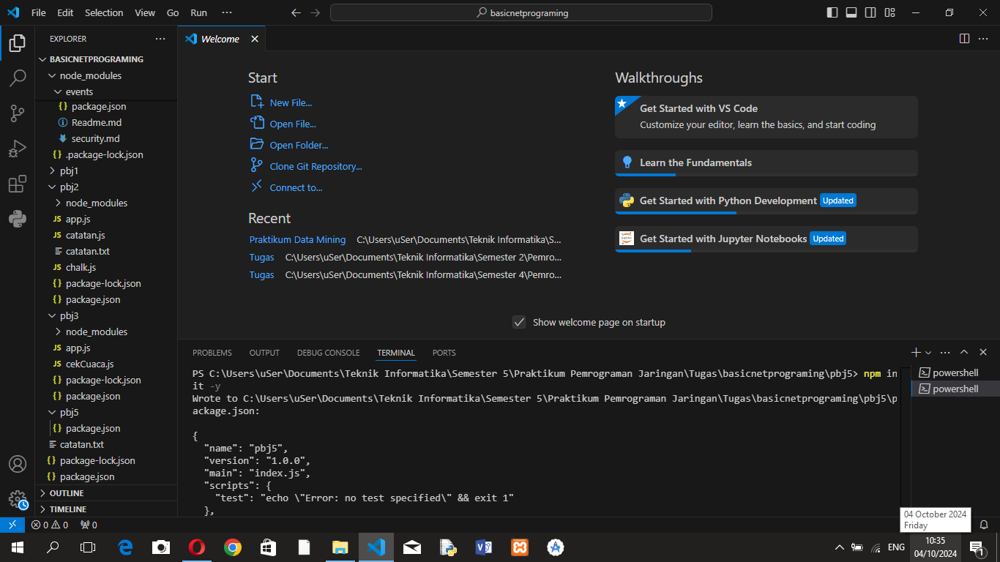 File Edit Selection View Go Run ···
basicnetprograming
EXPLORER
BASICNETPROGRAMING
node_modules
events
package.json
Readme.md
security.md
.package-lock.json
pbj1
pbj2
node_modules
app.js
catatan.js
catatan.txt
chalk.js
package-lock.json
package.json
pbj3
node_modules
app.js
cekCuaca.js
package-lock.json
package.json
pbj5
package.json
catatan.txt
package-lock.json
package.json
OUTLINE
TIMELINE
Welcome
Start
New File...
Open File...
Open Folder...
Clone Git Repository...
Connect to...
Recent
Praktikum Data Mining C:\Users\uSer\Documents\Teknik Informatika\S...
Tugas C:\Users\uSer\Documents\Teknik Informatika\Semester 2\Pemro...
Tugas C:\Users\uSer\Documents\Teknik Informatika\Semester 4\Pemro...
Walkthroughs
Get Started with VS Code
Customize your editor, learn the basics, and start coding
Learn the Fundamentals
Get Started with Python Development Updated
Get Started with Jupyter Notebooks Updated
Show welcome page on startup
PROBLEMS OUTPUT DEBUG CONSOLE TERMINAL PORTS
PS C:\Users\uSer\Documents\Teknik Informatika\Semester 5\Praktikum Pemrograman Jaringan\Tugas\basicnetprograming\pbj5> npm in
it -y
Wrote to C:\Users\uSer\Documents\Teknik Informatika\Semester 5\Praktikum Pemrograman Jaringan\Tugas\basicnetprograming\pbj5\p
ackage.json:
{
"name": "pbj5",
"version": "1.0.0",
"main": "index.js",
"scripts": {
"test": "echo \"Error: no test specified\" && exit 1"
},
powershell
powershell
0 0 0
04 October 2024
Friday
ENG
10:35
04/10/2024
1